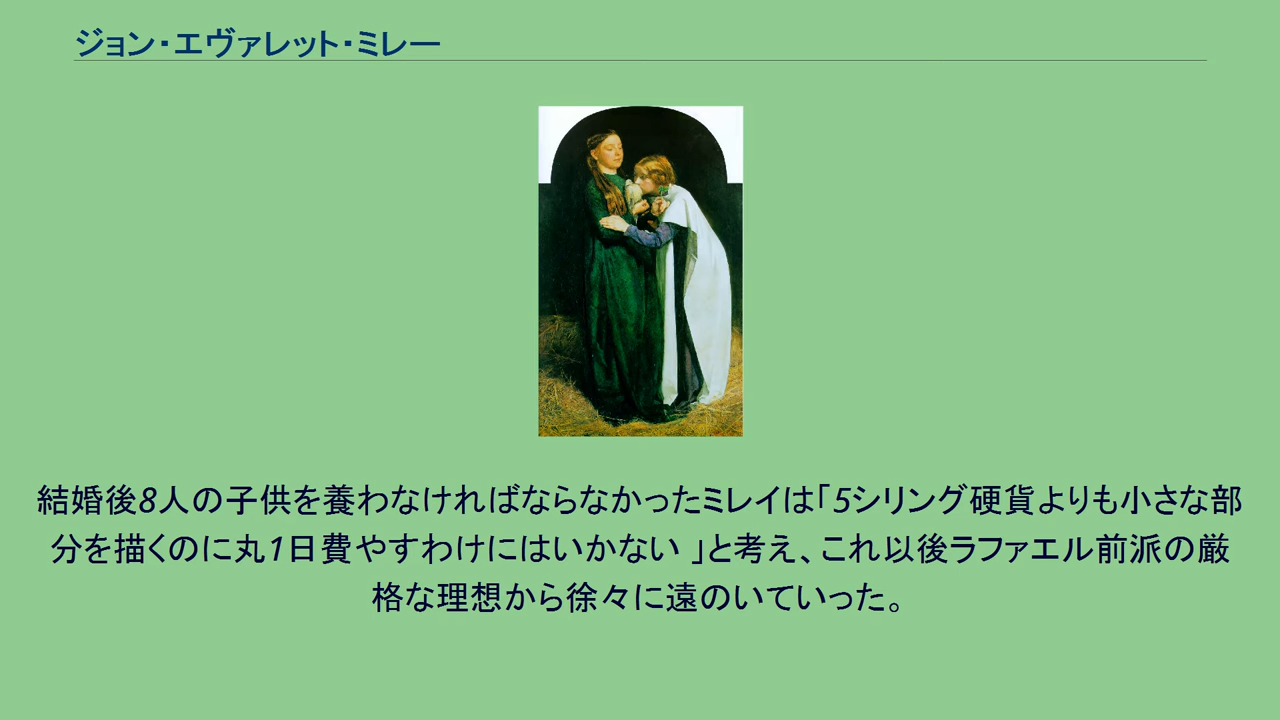 ジョン・エヴァレット・ミレー
結婚後8人の子供を養わなければならなかったミレイは「5シリング硬貨よりも小さな部
分を描くのに丸1日費やすわけにはいかない 」と考え、これ以後ラファエル前派の厳
格な理想から徐々に遠のいていった。